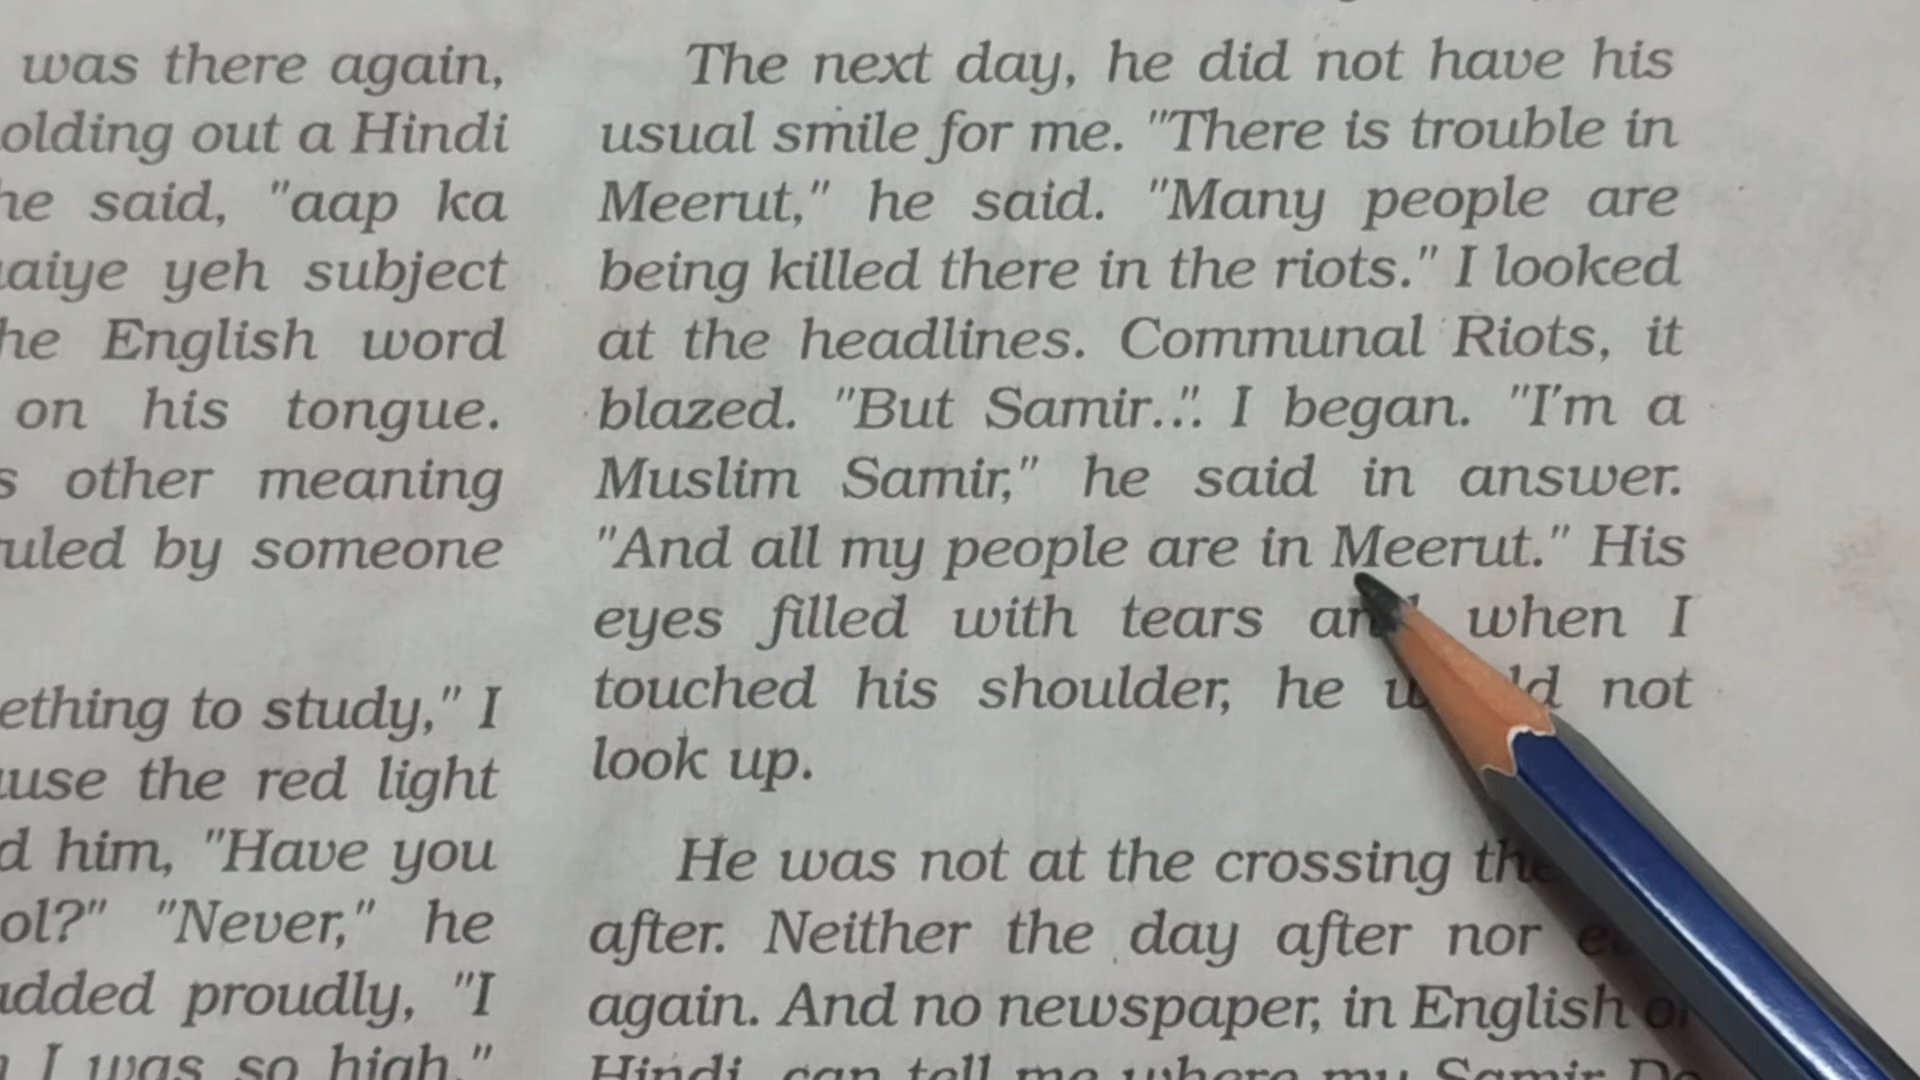 was there again,
olding out a Hindi
he said, "aap ka
aiye yeh subject
he English word
on his tongue.
s other meaning
uled by someone
ething to study," I
use the red light
d him, "Have you
ol?" "Never," he
dded proudly, "I
I was so high."
The next day, he did not have his
usual smile for me. "There is trouble in
Meerut," he said. "Many people are
being killed there in the riots." I looked
at the headlines. Communal Riots, it
blazed. "But Samir...". I began. "I'm a
Muslim Samir," he said in answer.
"And all my people are in Meerut." His
eyes filled with tears and when I
touched his shoulder, he would not
look up.
He was not at the crossing
after. Neither the day after nor
again. And no newspaper, in English or
Hindi, can tell me where my Samir